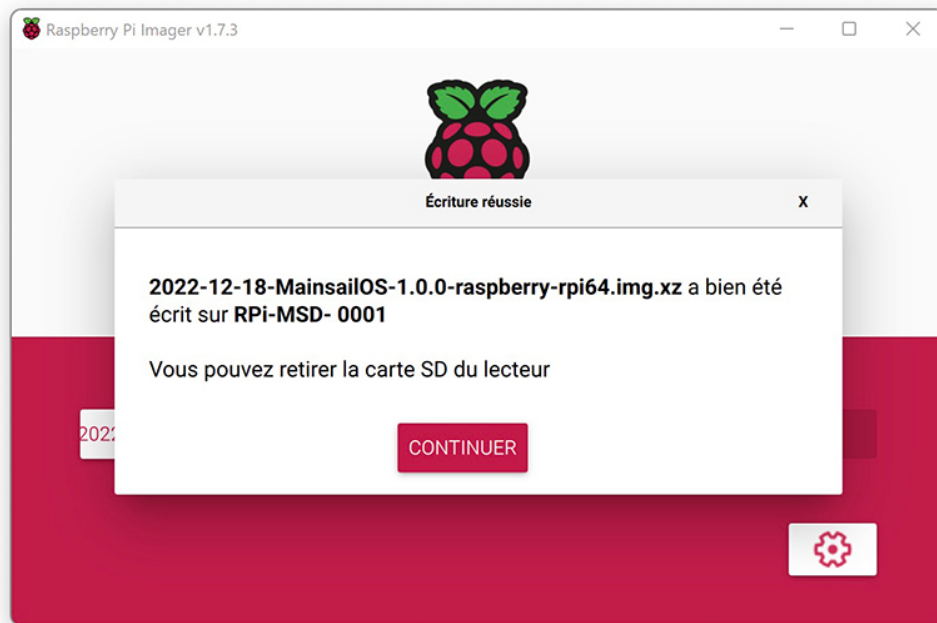 Raspberry Pi Imager v1.7.3
Écriture réussie
X
2022-12-18-MainsailOS-1.0.0-raspberry-rpi64.img.xz a bien été
écrit sur RPi-MSD- 0001
Vous pouvez retirer la carte SD du lecteur
2022
CONTINUER